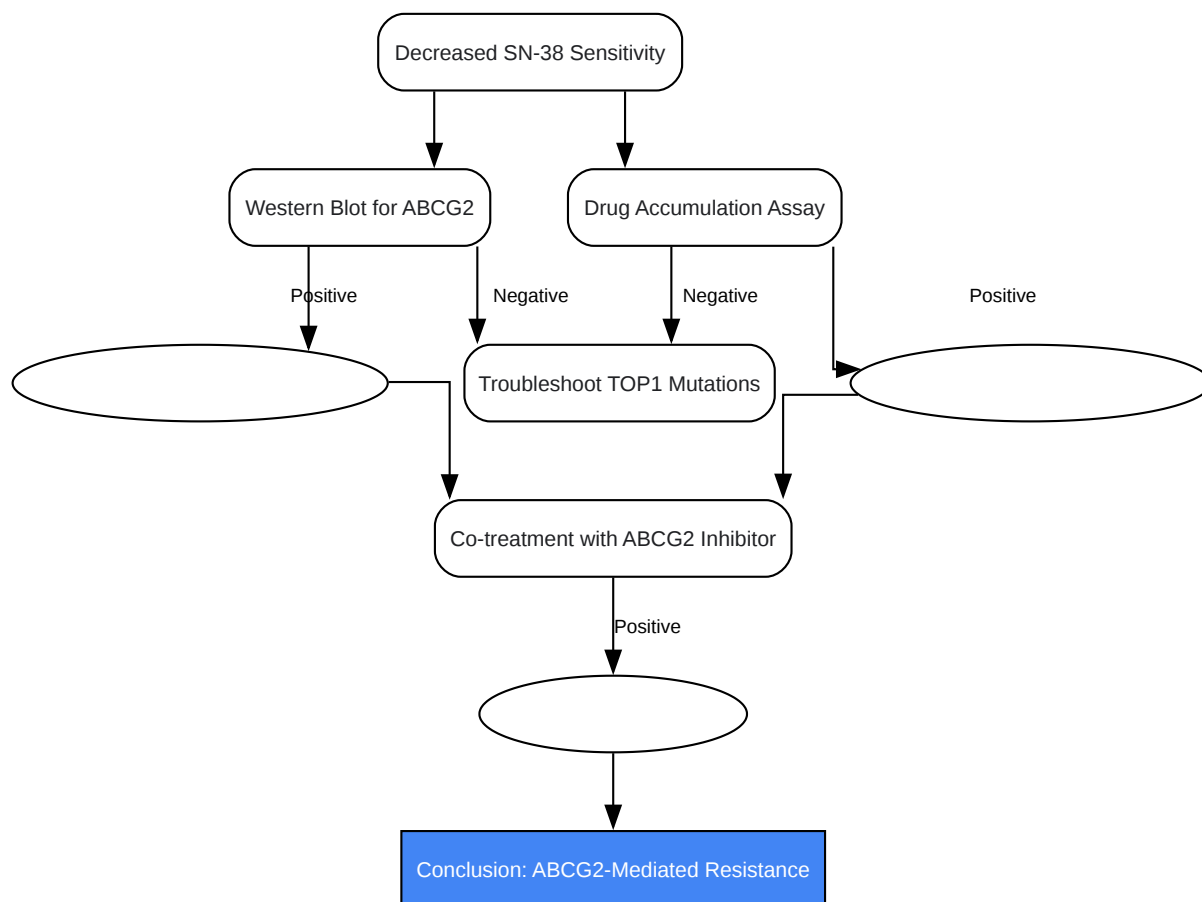 Decreased SN-38 Sensitivity
Western Blot for ABCG2
Drug Accumulation Assay
Positive
Negative
Negative
Positive
Troubleshoot TOP1 Mutations
Co-treatment with ABCG2 Inhibitor
Positive
Conclusion: ABCG2-Mediated Resistance